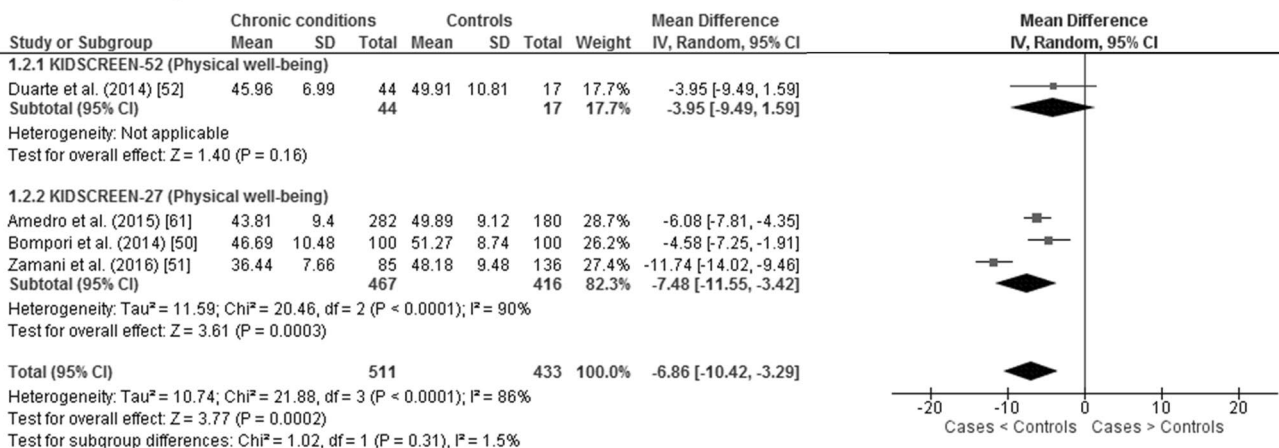 Chronic conditions Controls Mean Difference Mean Difference
Study or Subgroup Mean SD Total Mean SD Total Weight IV, Random, 95% CI IV, Random, 95% CI
1.2.1 KIDSCREEN-52 (Physical well-being)
Duarte et al. (2014) [52] 45.96 6.99 44 49.91 10.81 17 17.7% -3.95 [-9.49, 1.59]
Subtotal (95% CI) 44 17 17.7% -3.95 [-9.49, 1.59]
Heterogeneity: Not applicable
Test for overall effect: Z = 1.40 (P = 0.16)
1.2.2 KIDSCREEN-27 (Physical well-being)
Amedro et al. (2015) [61] 43.81 9.4 282 49.89 9.12 180 28.7% -6.08 [-7.81, -4.35]
Bompori et al. (2014) [50] 46.69 10.48 100 51.27 8.74 100 26.2% -4.58 [-7.25, -1.91]
Zamani et al. (2016) [51] 36.44 7.66 85 48.18 9.48 136 27.4% -11.74 [-14.02, -9.46]
Subtotal (95% CI) 467 416 82.3% -7.48 [-11.55, -3.42]
Heterogeneity: Tau² = 11.59; Chi² = 20.46, df = 2 (P < 0.0001); I² = 90%
Test for overall effect: Z = 3.61 (P = 0.0003)
Total (95% CI) 511 433 100.0% -6.86 [-10.42, -3.29]
Heterogeneity: Tau² = 10.74; Chi² = 21.88, df = 3 (P < 0.0001); I² = 86%
Test for overall effect: Z = 3.77 (P = 0.0002)
Test for subgroup differences: Chi² = 1.02, df = 1 (P = 0.31), I² = 1.5%
-20 -10 0 10 20
Cases < Controls Cases > Controls